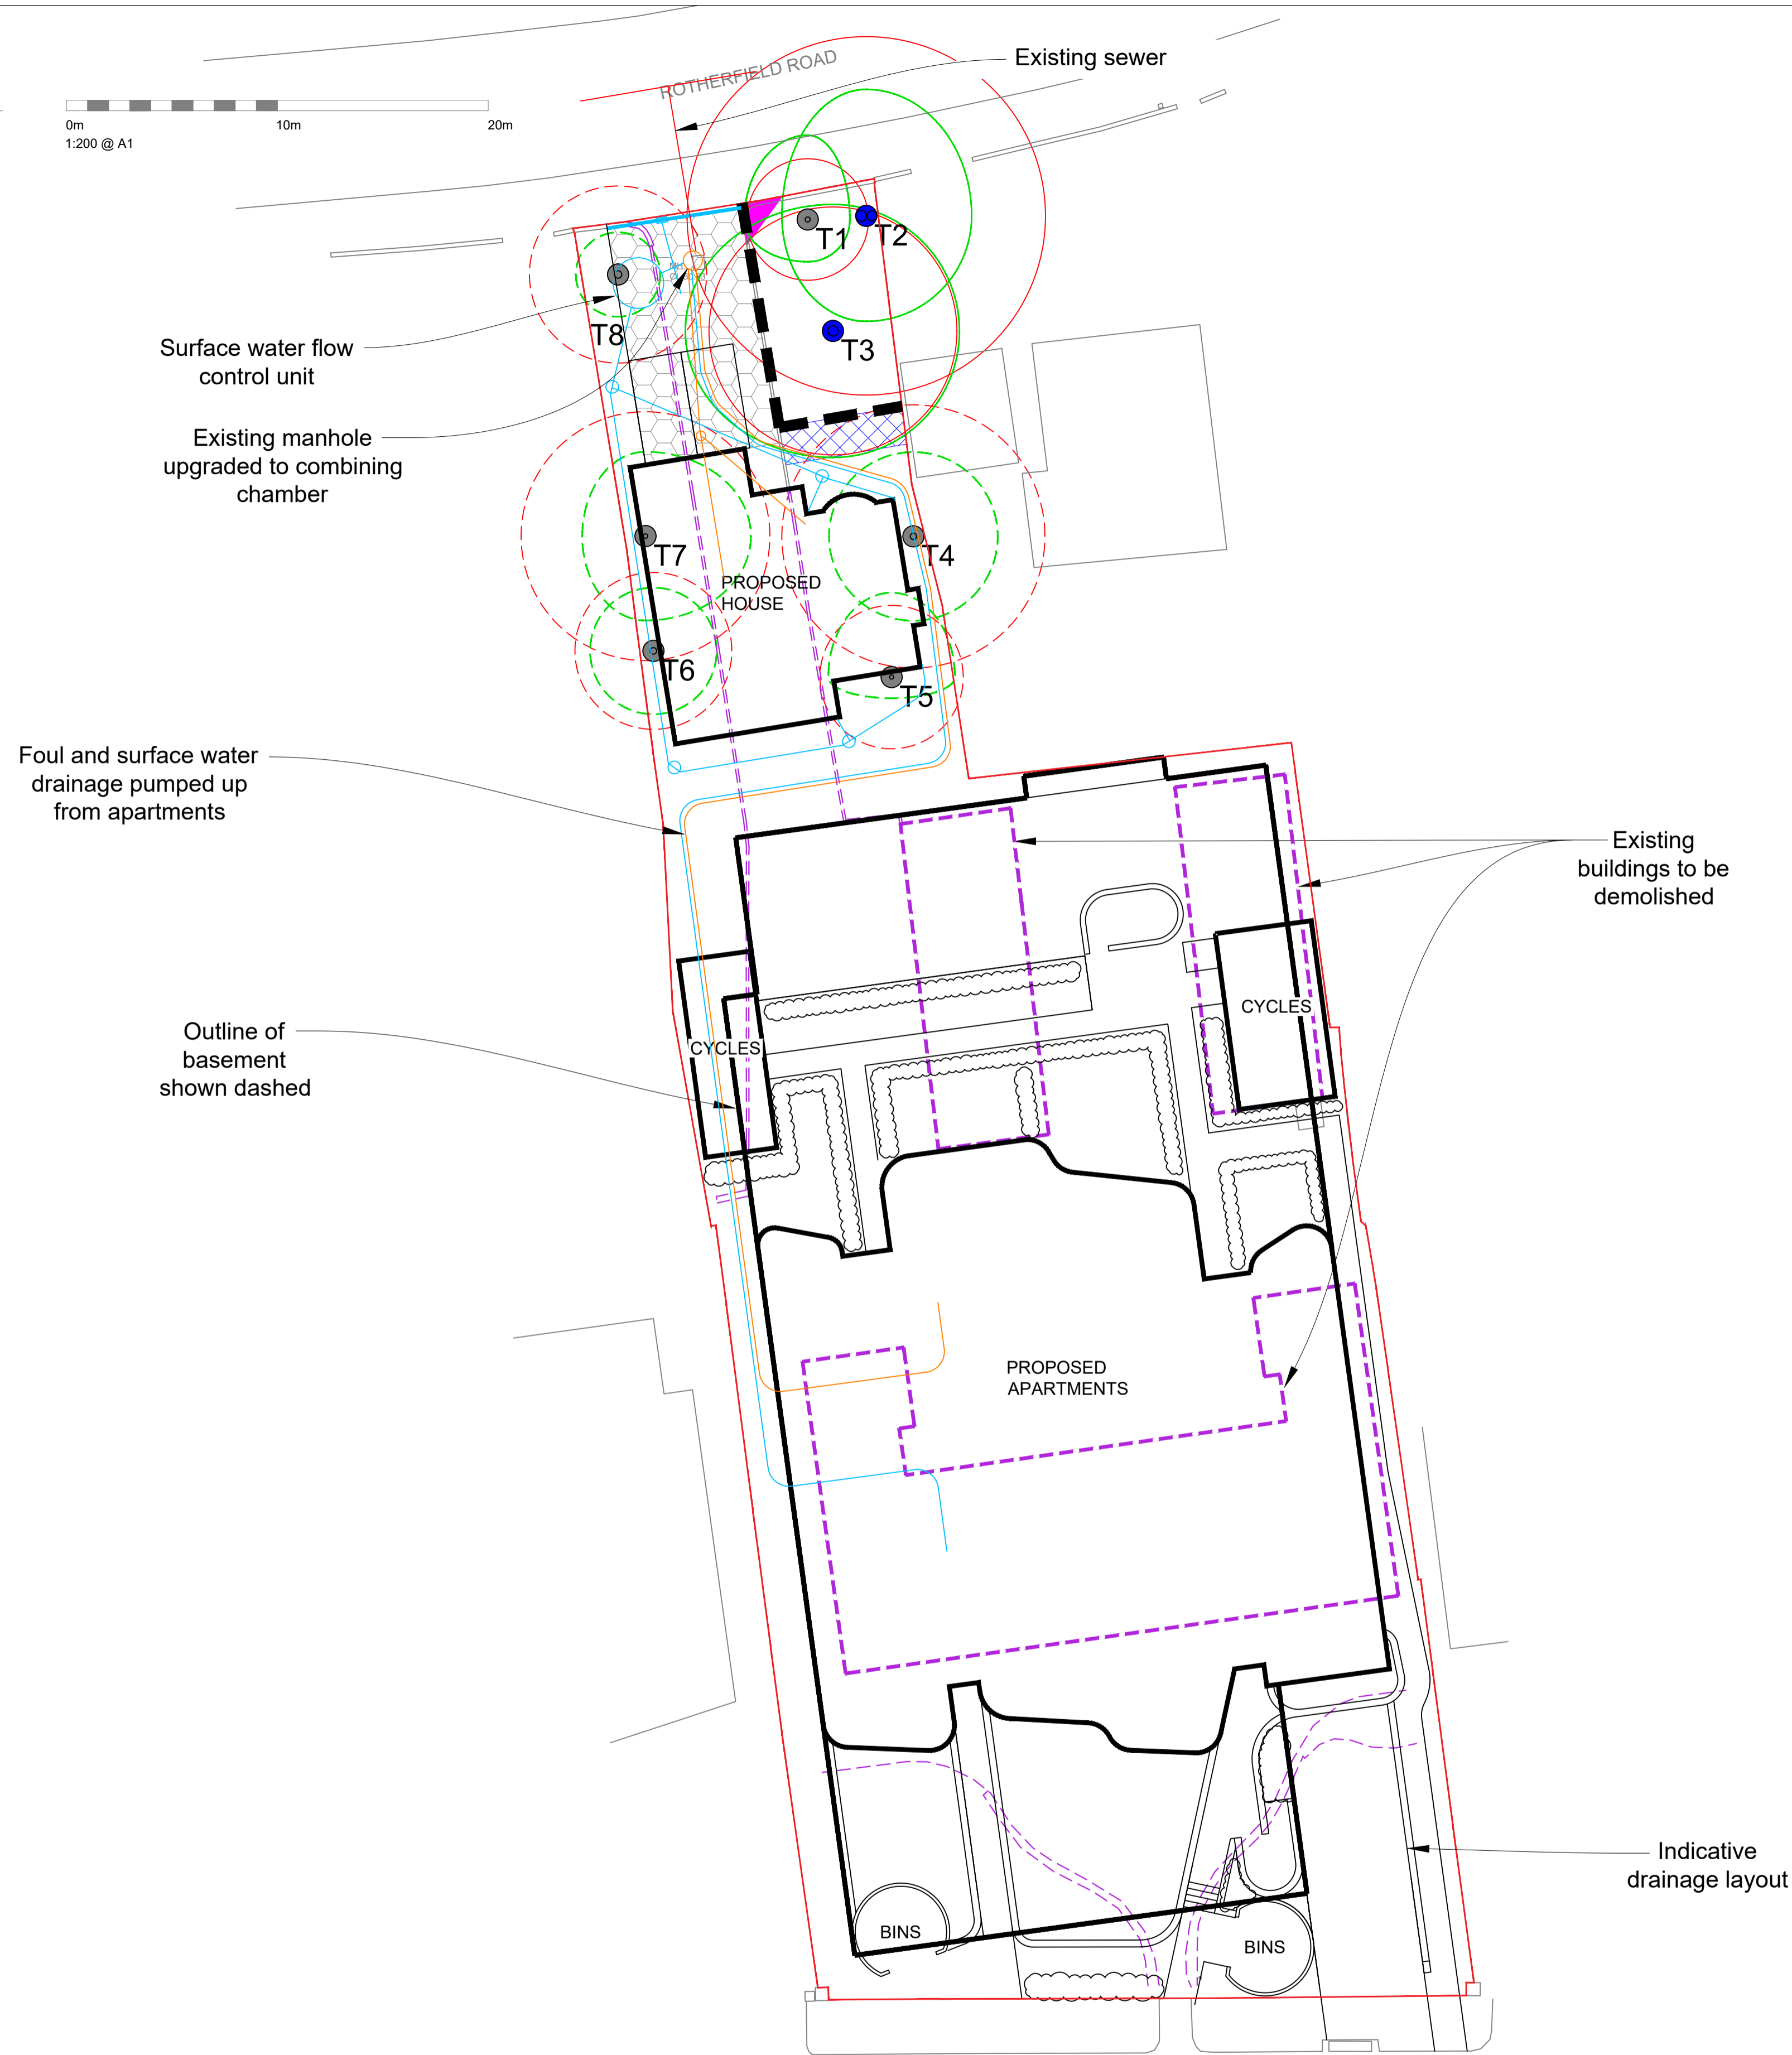 ROTHERFIELD ROAD
Existing sewer
0m
10m
20m
1:200 @ A1
T1
T2
T3
T8
Surface water flow
control unit
Existing manhole
upgraded to combining
chamber
T7
T4
PROPOSED
HOUSE
T6
T5
Foul and surface water
drainage pumped up
from apartments
Existing
buildings to be
demolished
CYCLES
CYCLES
Outline of
basement
shown dashed
PROPOSED
APARTMENTS
Indicative
drainage layout
BINS
BINS